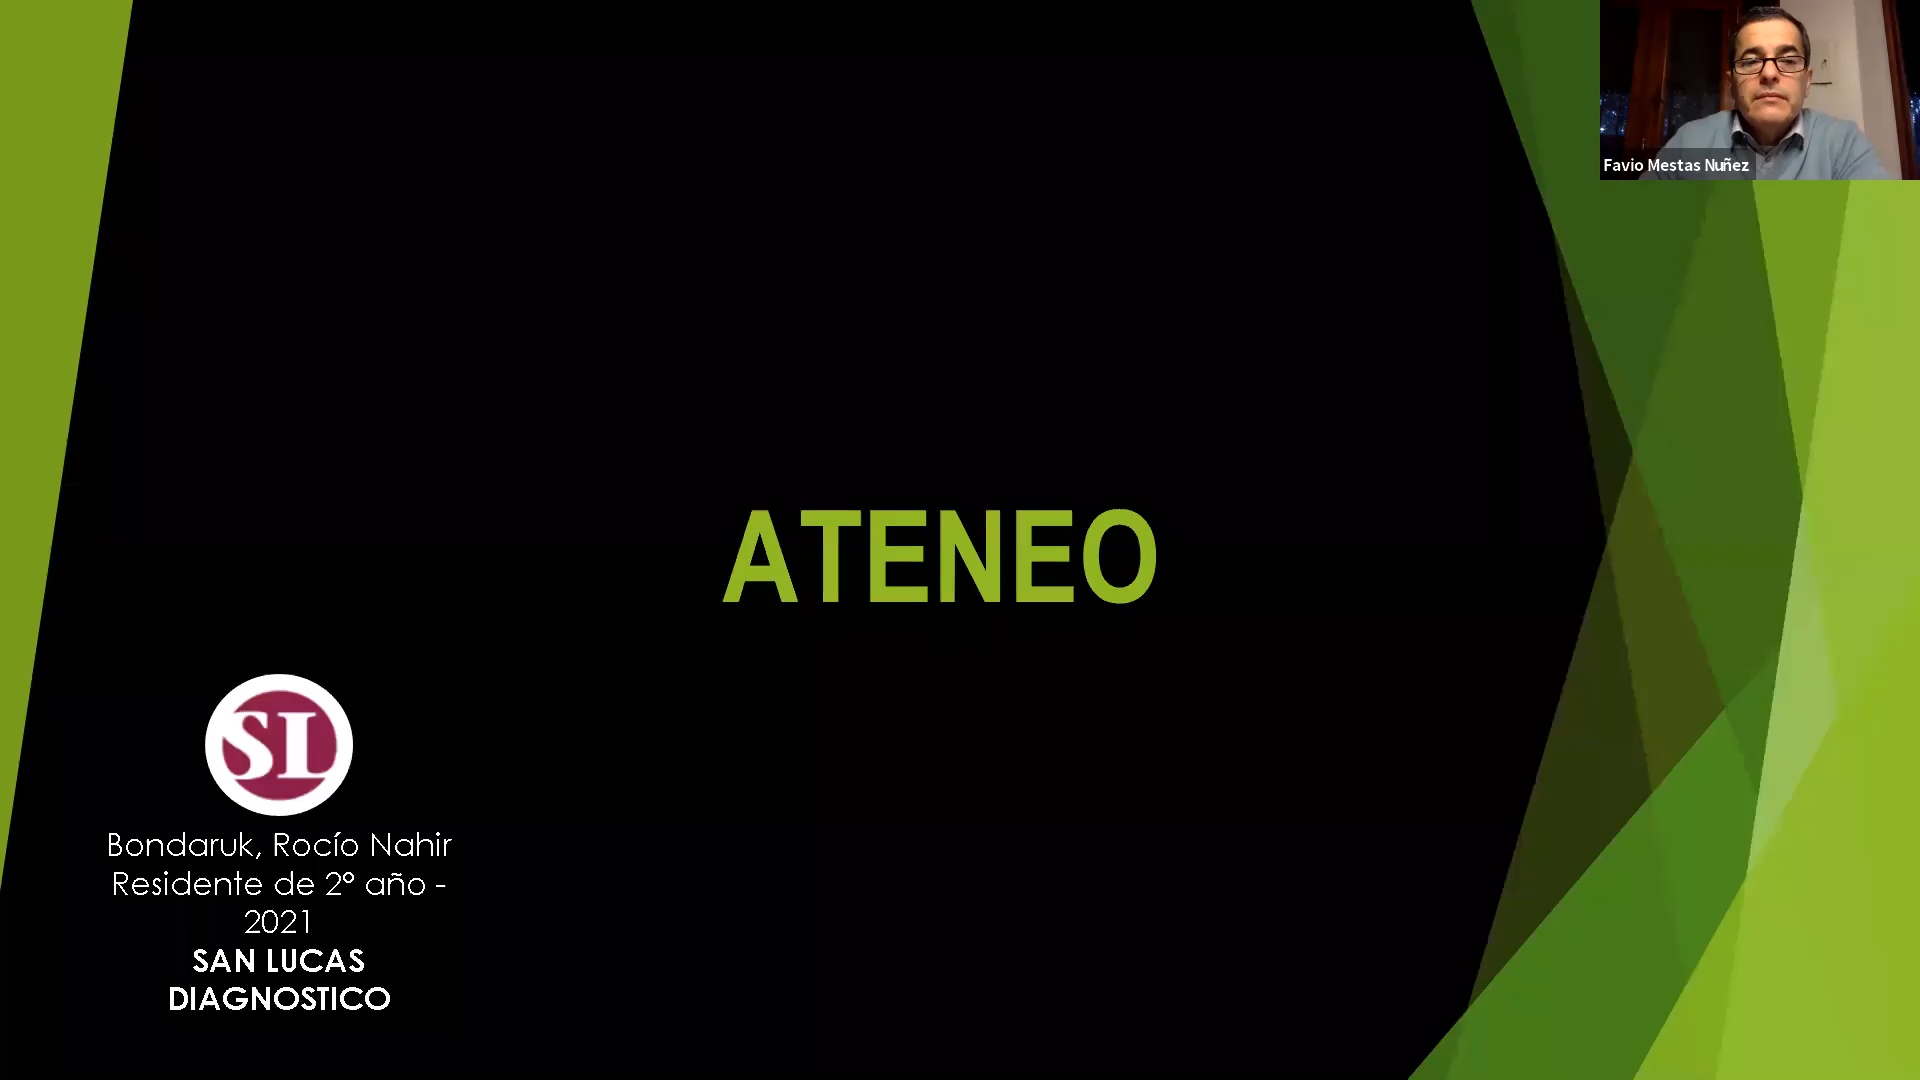 Favio Mestas Nuñez
ATENEO
SL
Bondaruk, Rocío Nahir
Residente de 2° año -
2021
SAN LUCAS
DIAGNOSTICO